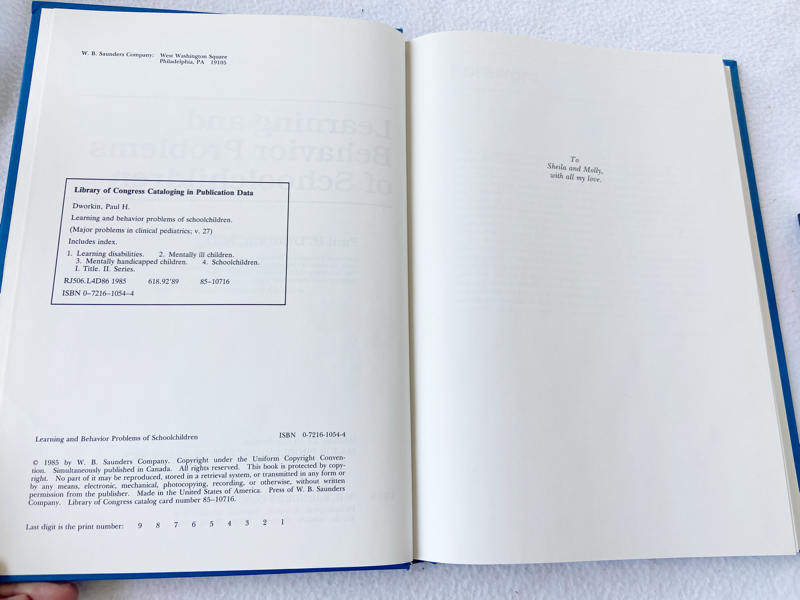 W. B. Saunders Company: West Washington Square
Philadelphia, PA 19105
Library of Congress Cataloging in Publication Data
Dworkin, Paul H.
Learning and behavior problems of schoolchildren.
(Major problems in clinical pediatrics; v. 27)
Includes index.
1. Learning disabilities. 2. Mentally ill children.
3. Mentally handicapped children. 4. Schoolchildren.
I. Title. II. Series.
RJ506.L4D86 1985 618.92'89 85–10716
ISBN 0–7216–1054–4
Learning and Behavior Problems of Schoolchildren ISBN 0-7216-1054-4
© 1985 by W. B. Saunders Company. Copyright under the Uniform Copyright Conven-
tion. Simultaneously published in Canada. All rights reserved. This book is protected by copy-
right. No part of it may be reproduced, stored in a retrieval system, or transmitted in any form or
by any means, electronic, mechanical, photocopying, recording, or otherwise, without written
permission from the publisher. Made in the United States of America. Press of W. B. Saunders
Company. Library of Congress catalog card number 85–10716.
Last digit is the print number: 9 8 7 6 5 4 3 2 1
To
Sheila and Molly,
with all my love.